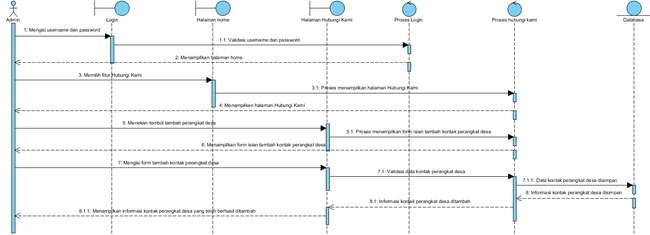 Admin
Login
Halaman home
Halaman Hubungi Kami
Proses Login
Proses hubungi kami
Database
1: Mengisi username dan password
1.1: Validasi username dan password
2: Menampilkan halaman home
3: Memilih fitur Hubungi Kami
3.1: Proses menampilkan halaman Hubungi Kami
4: Menampilkan halaman Hubungi Kami
5: Menekan tombol tambah perangkat desa
5.1: Proses menampilkan form isian tambah kontak perangkat desa
6: Menampilkan form isian tambah kontak perangkat desa
7: Mengisi form tambah kontak perangkat desa
7.1: Validasi data kontak perangkat desa
7.1.1: Data kontak perangkat desa disimpan
8: Informasi kontak perangkat desa disimpan
8.1: Informasi kontak perangkat desa ditambah
8.1.1: Menampilkan informasi kontak perangkat desa yang telah berhasil ditambah